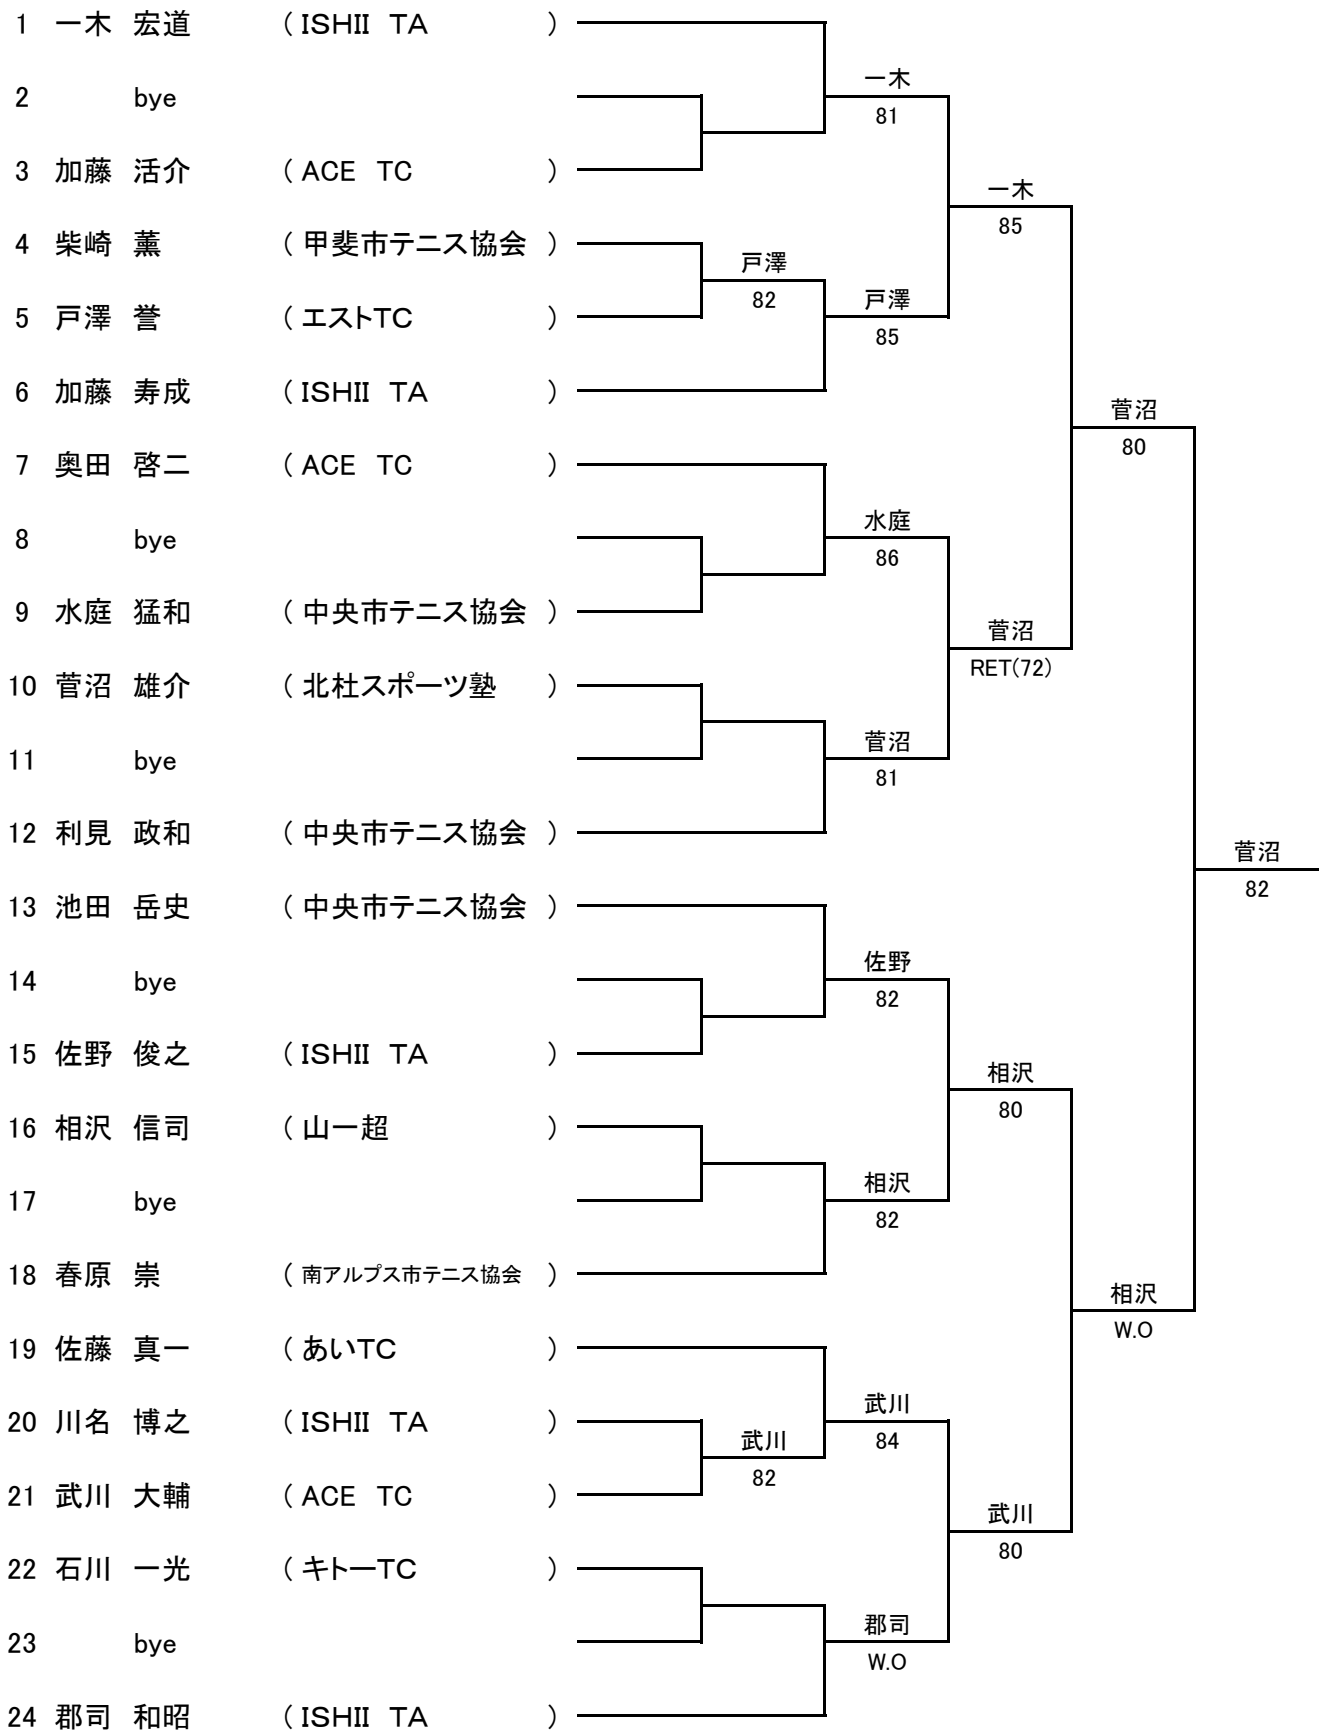 1 一木 宏道 ( ISHII TA )
一木
2 bye
81
3 加藤 活介 ( ACE TC )
一木
4 柴崎 薫 ( 甲斐市テニス協会 )
85
戸澤
82
戸澤
5 戸澤 誉 ( エストTC )
85
6 加藤 寿成 ( ISHII TA )
菅沼
7 奥田 啓二 ( ACE TC )
80
水庭
8 bye
86
9 水庭 猛和 ( 中央市テニス協会 )
菅沼
RET(72)
10 菅沼 雄介 ( 北杜スポーツ塾 )
菅沼
11 bye
81
12 利見 政和 ( 中央市テニス協会 )
菅沼
82
13 池田 岳史 ( 中央市テニス協会 )
佐野
14 bye
82
15 佐野 俊之 ( ISHII TA )
相沢
80
16 相沢 信司 ( 山一超 )
相沢
17 bye
82
18 春原 崇 ( 南アルプス市テニス協会 )
相沢
W.O
19 佐藤 真一 ( あいTC )
武川
20 川名 博之 ( ISHII TA )
武川
84
82
21 武川 大輔 ( ACE TC )
武川
80
22 石川 一光 ( キトーTC )
郡司
23 bye
W.O
24 郡司 和昭 ( ISHII TA )